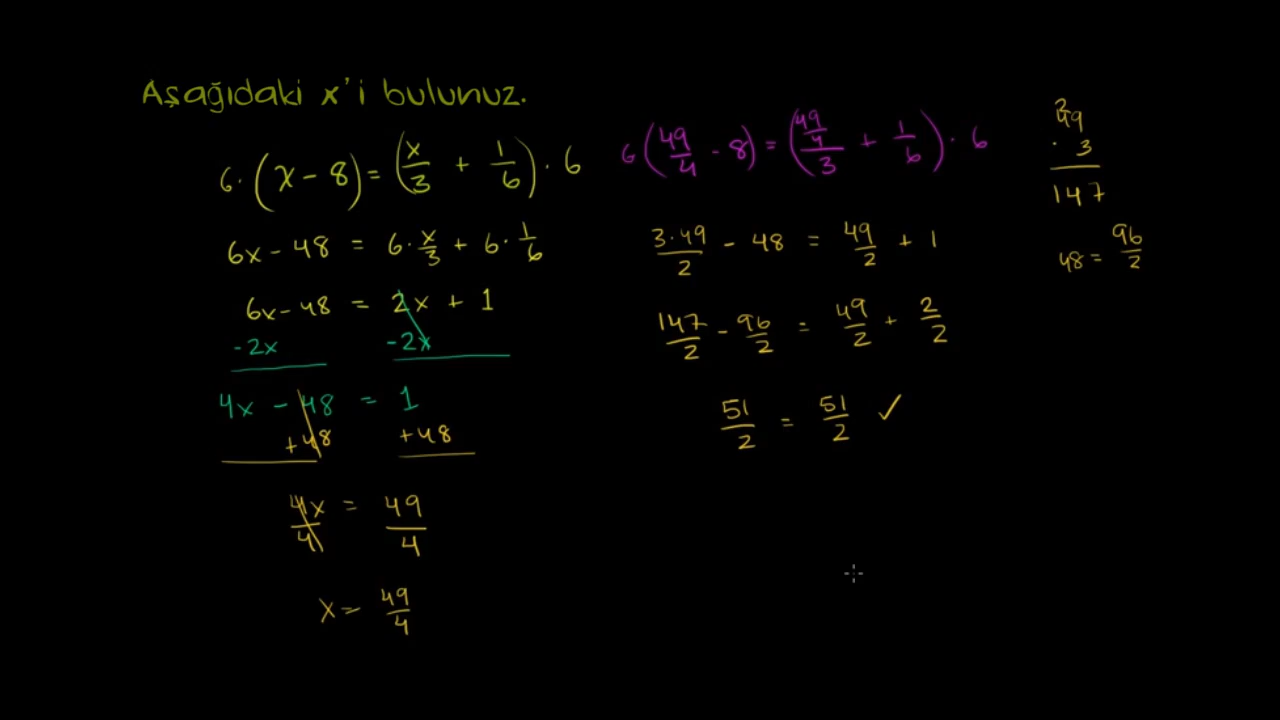 Aşağıdaki x'i bulunuz.
6·(x - 8) = (x/3 + 1/6)·6
6x - 48 = 6·x/3 + 6·1/6
6x - 48 = 2x + 1
-2x -2x
4x - 48 = 1
+48 +48
4x/4 = 49/4
x = 49/4
6(49/4 - 8) = (49/4/3 + 1/6)·6
3·49/2 - 48 = 49/2 + 1
147/2 - 96/2 = 49/2 + 2/2
51/2 = 51/2 ✓
2
49
· 3
147
48 = 96/2